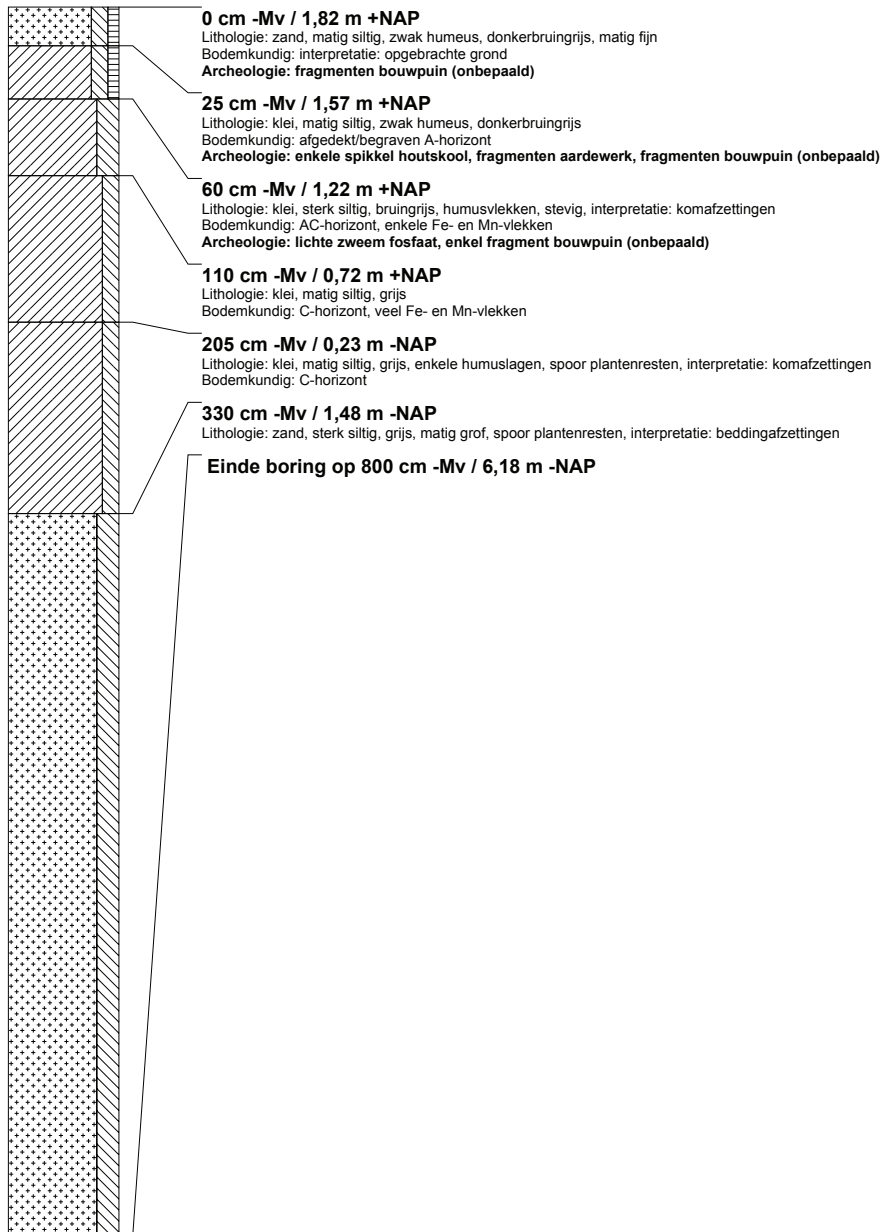 0 cm -Mv / 1,82 m +NAP
Lithologie: zand, matig siltig, zwak humeus, donkerbruingrijs, matig fijn
Bodemkundig: interpretatie: opgebrachte grond
Archeologie: fragmenten bouwpuin (onbepaald)
25 cm -Mv / 1,57 m +NAP
Lithologie: klei, matig siltig, zwak humeus, donkerbruingrijs
Bodemkundig: afgedekt/begraven A-horizont
Archeologie: enkele spikkel houtskool, fragmenten aardewerk, fragmenten bouwpuin (onbepaald)
60 cm -Mv / 1,22 m +NAP
Lithologie: klei, sterk siltig, bruingrijs, humusvlekken, stevig, interpretatie: komafzettingen
Bodemkundig: AC-horizont, enkele Fe- en Mn-vlekken
Archeologie: lichte zweem fosfaat, enkel fragment bouwpuin (onbepaald)
110 cm -Mv / 0,72 m +NAP
Lithologie: klei, matig siltig, grijs
Bodemkundig: C-horizont, veel Fe- en Mn-vlekken
205 cm -Mv / 0,23 m -NAP
Lithologie: klei, matig siltig, grijs, enkele humuslagen, spoor plantenresten, interpretatie: komafzettingen
Bodemkundig: C-horizont
330 cm -Mv / 1,48 m -NAP
Lithologie: zand, sterk siltig, grijs, matig grof, spoor plantenresten, interpretatie: beddingafzettingen
Einde boring op 800 cm -Mv / 6,18 m -NAP